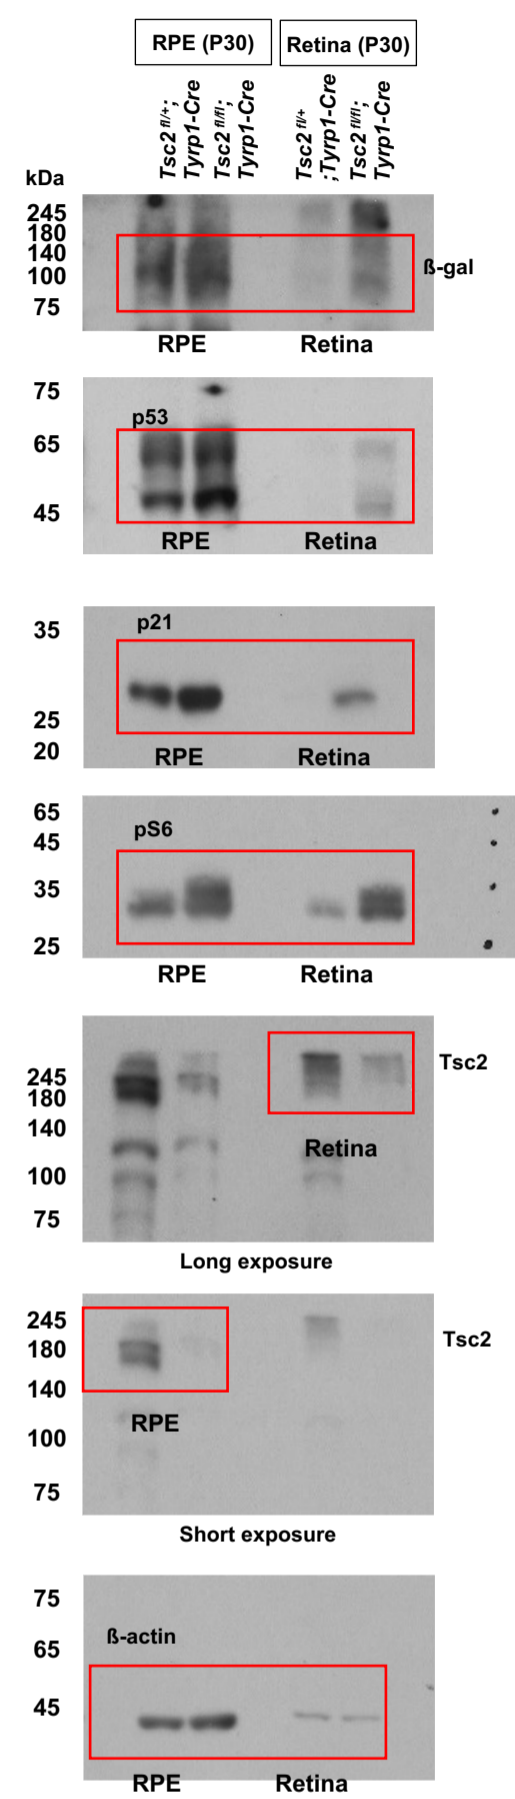 RPE (P30) Retina (P30)
Tsc2 fl/+;
Tyrp1-Cre
Tsc2 fl/fl;
Tyrp1-Cre
Tsc2 fl/+
;Tyrp1-Cre
Tsc2 fl/fl;
Tyrp1-Cre
kDa
245
180
140
100
75
ß-gal
RPE Retina
75
p53
65
45
RPE Retina
p21
35
25
20
RPE Retina
65
pS6
45
35
25
RPE Retina
Tsc2
245
180
140
Retina
100
75
Long exposure
245
Tsc2
180
140
RPE
100
75
Short exposure
75
ß-actin
65
45
RPE Retina